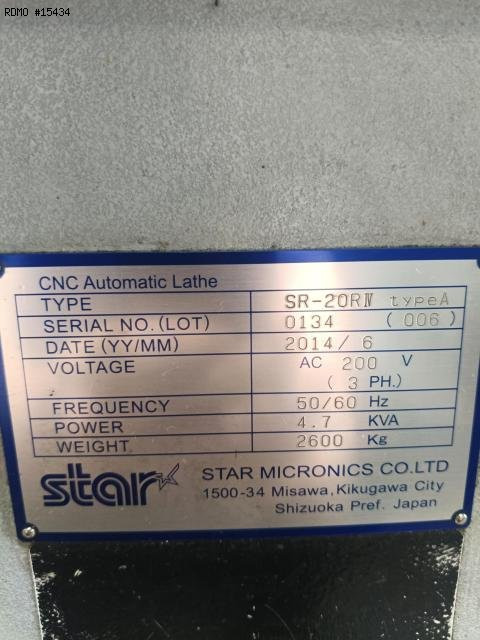 RDMO #15434
CNC Automatic Lathe
TYPE SR-20RⅣ typeA
SERIAL NO.(LOT) 0134 (006)
DATE (YY/MM) 2014/6
VOLTAGE AC 200 V
(3 PH.)
FREQUENCY 50/60 Hz
POWER 4.7 KVA
WEIGHT 2600 Kg
star STAR MICRONICS CO.LTD
1500-34 Misawa,Kikugawa City
Shizuoka Pref. Japan